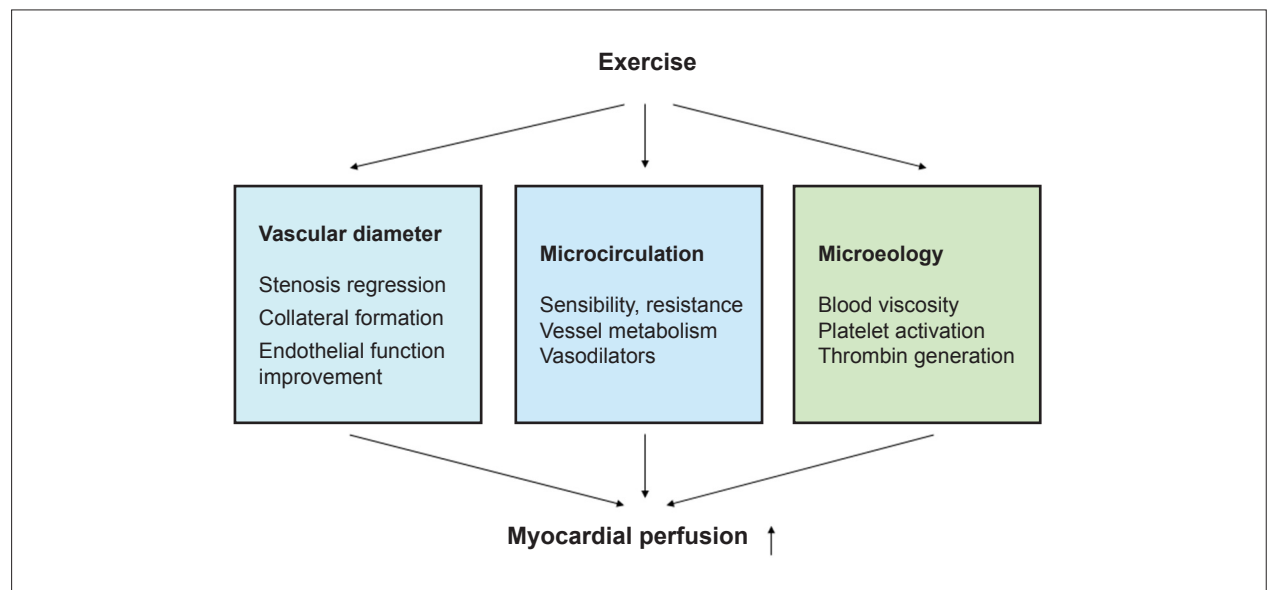 Exercise
Vascular diameter
Stenosis regression
Collateral formation
Endothelial function
improvement
Microcirculation
Sensibility, resistance
Vessel metabolism
Vasodilators
Microeology
Blood viscosity
Platelet activation
Thrombin generation
Myocardial perfusion ↑